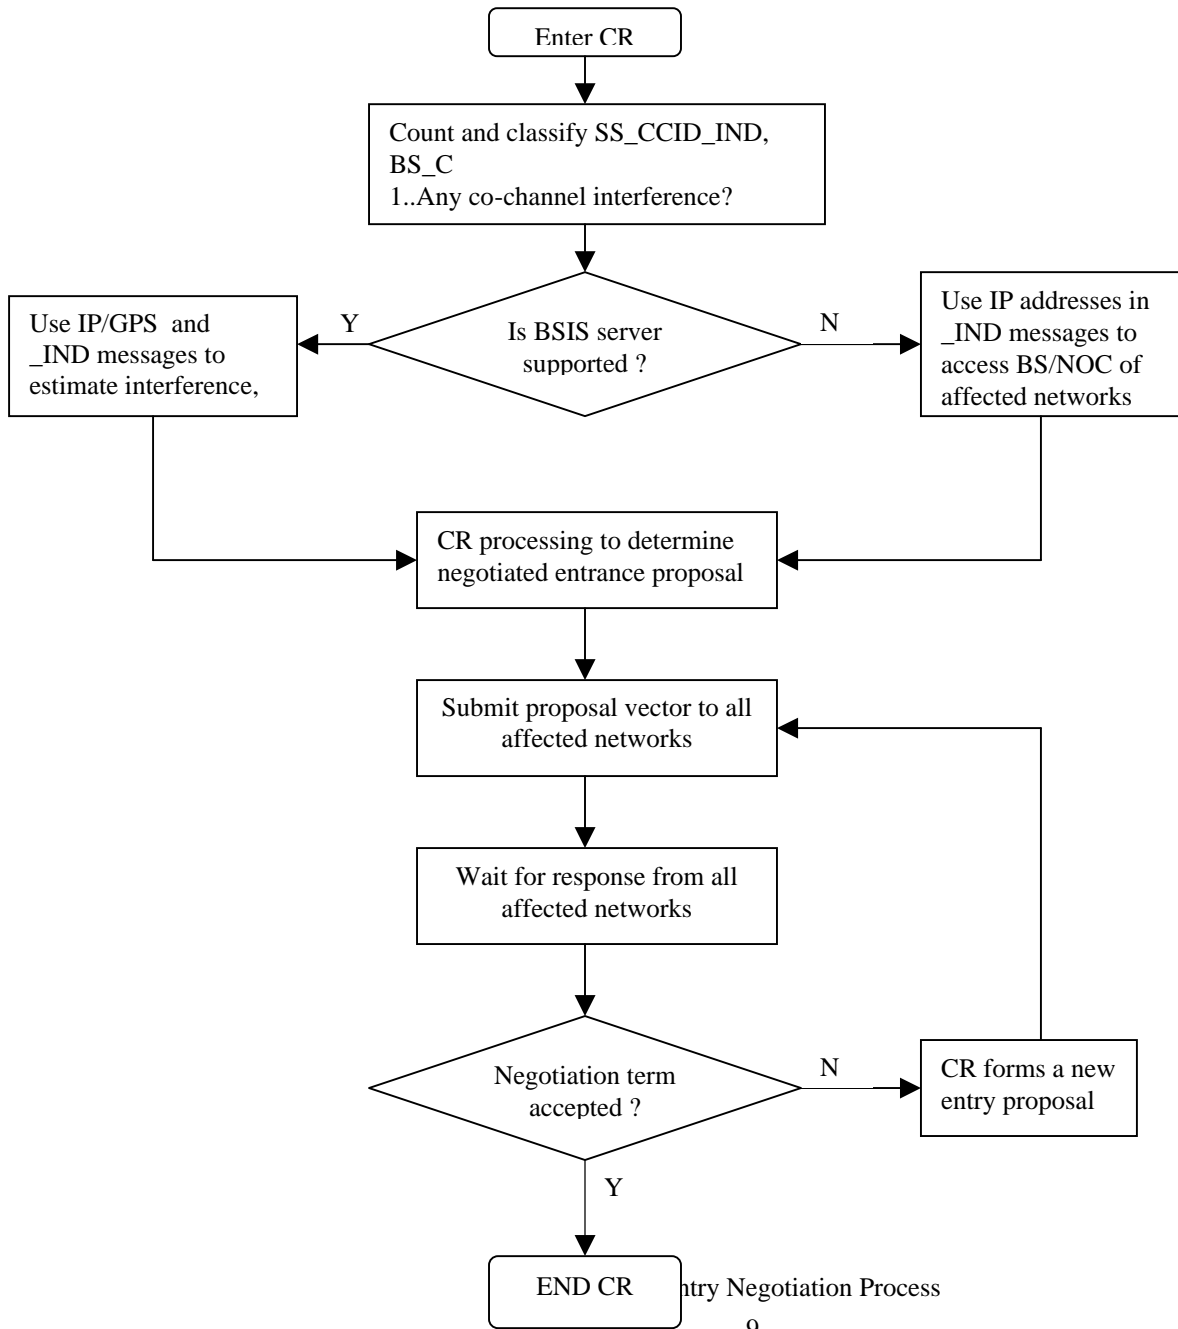 Enter CR
Count and classify SS_CCID_IND,
BS_C
1..Any co-channel interference?
Use IP/GPS and
_IND messages to
estimate interference,
Y
Is BSIS server
supported ?
N
Use IP addresses in
_IND messages to
access BS/NOC of
affected networks
CR processing to determine
negotiated entrance proposal
Submit proposal vector to all
affected networks
Wait for response from all
affected networks
Negotiation term
accepted ?
N
CR forms a new
entry proposal
Y
END CR
ntry Negotiation Process
9